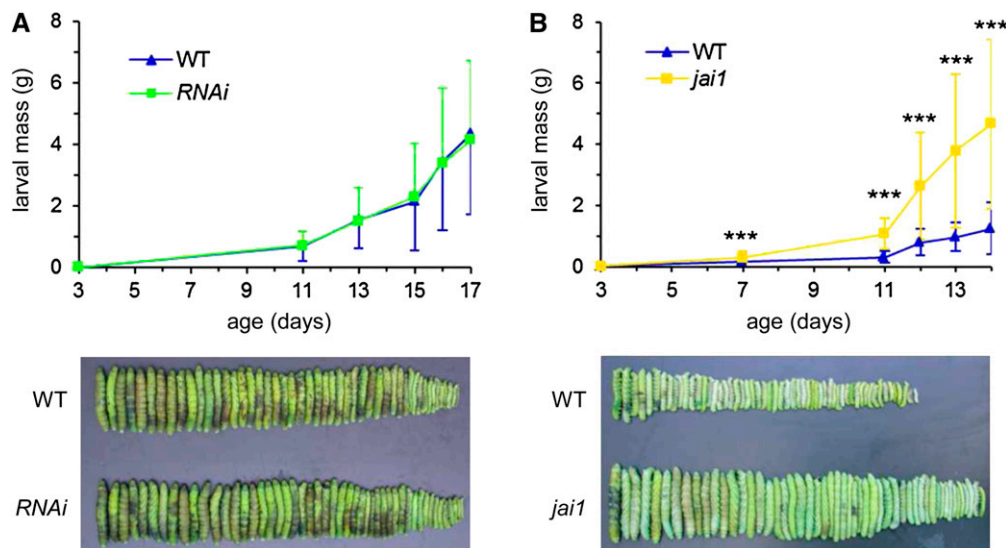 A
8
6
4
2
0
larval mass (g)
WT
RNAi
3 5 7 9 11 13 15 17
age (days)
WT
RNAi
B
8
6
4
2
0
larval mass (g)
WT
jai1
***
***
***
***
***
3 5 7 9 11 13
age (days)
WT
jai1